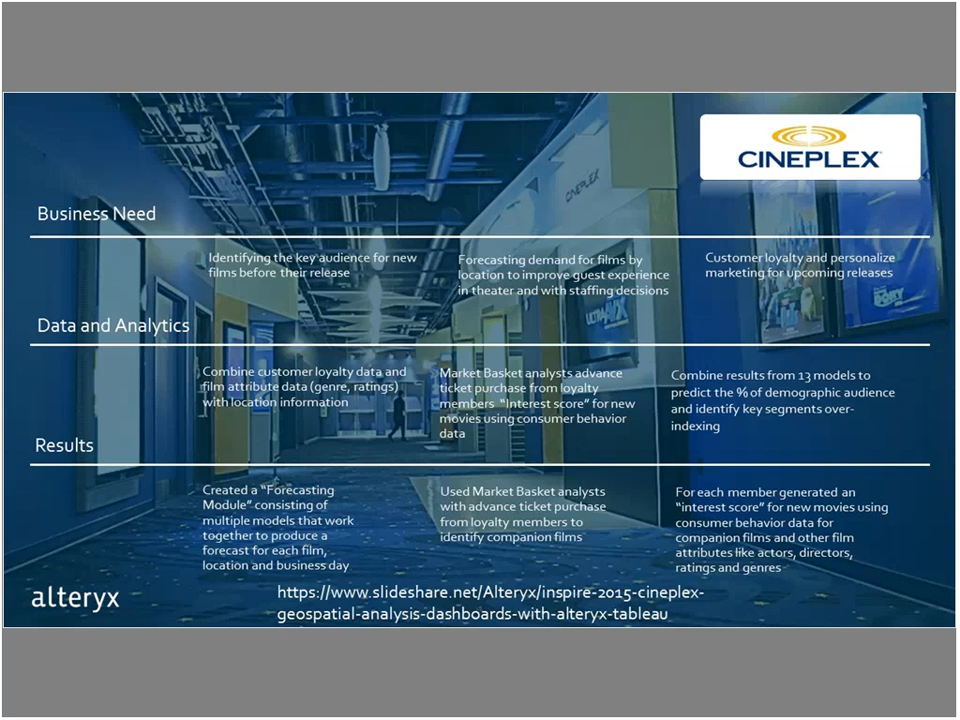 CINEPLEX
CINEPLEX
Business Need
Identifying the key audience for new
films before their release
Forecasting demand for films by
location to improve guest experience
in theater and with staffing decisions
Customer loyalty and personalize
marketing for upcoming releases
ULTRAAVX
DORY
Data and Analytics
Combine customer loyalty data and
film attribute data (genre, ratings)
with location information
Market Basket analysts advance
ticket purchase from loyalty
members "Interest score" for new
movies using consumer behavior
data
Combine results from 13 models to
predict the % of demographic audience
and identify key segments over-
indexing
Results
Created a "Forecasting
Module" consisting of
multiple models that work
together to produce a
forecast for each film,
location and business day
Used Market Basket analysts
with advance ticket purchase
from loyalty members to
identify companion films
For each member generated an
"interest score" for new movies using
consumer behavior data for
companion films and other film
attributes like actors, directors,
ratings and genres
alteryx
https://www.slideshare.net/Alteryx/inspire-2015-cineplex-
geospatial-analysis-dashboards-with-alteryx-tableau